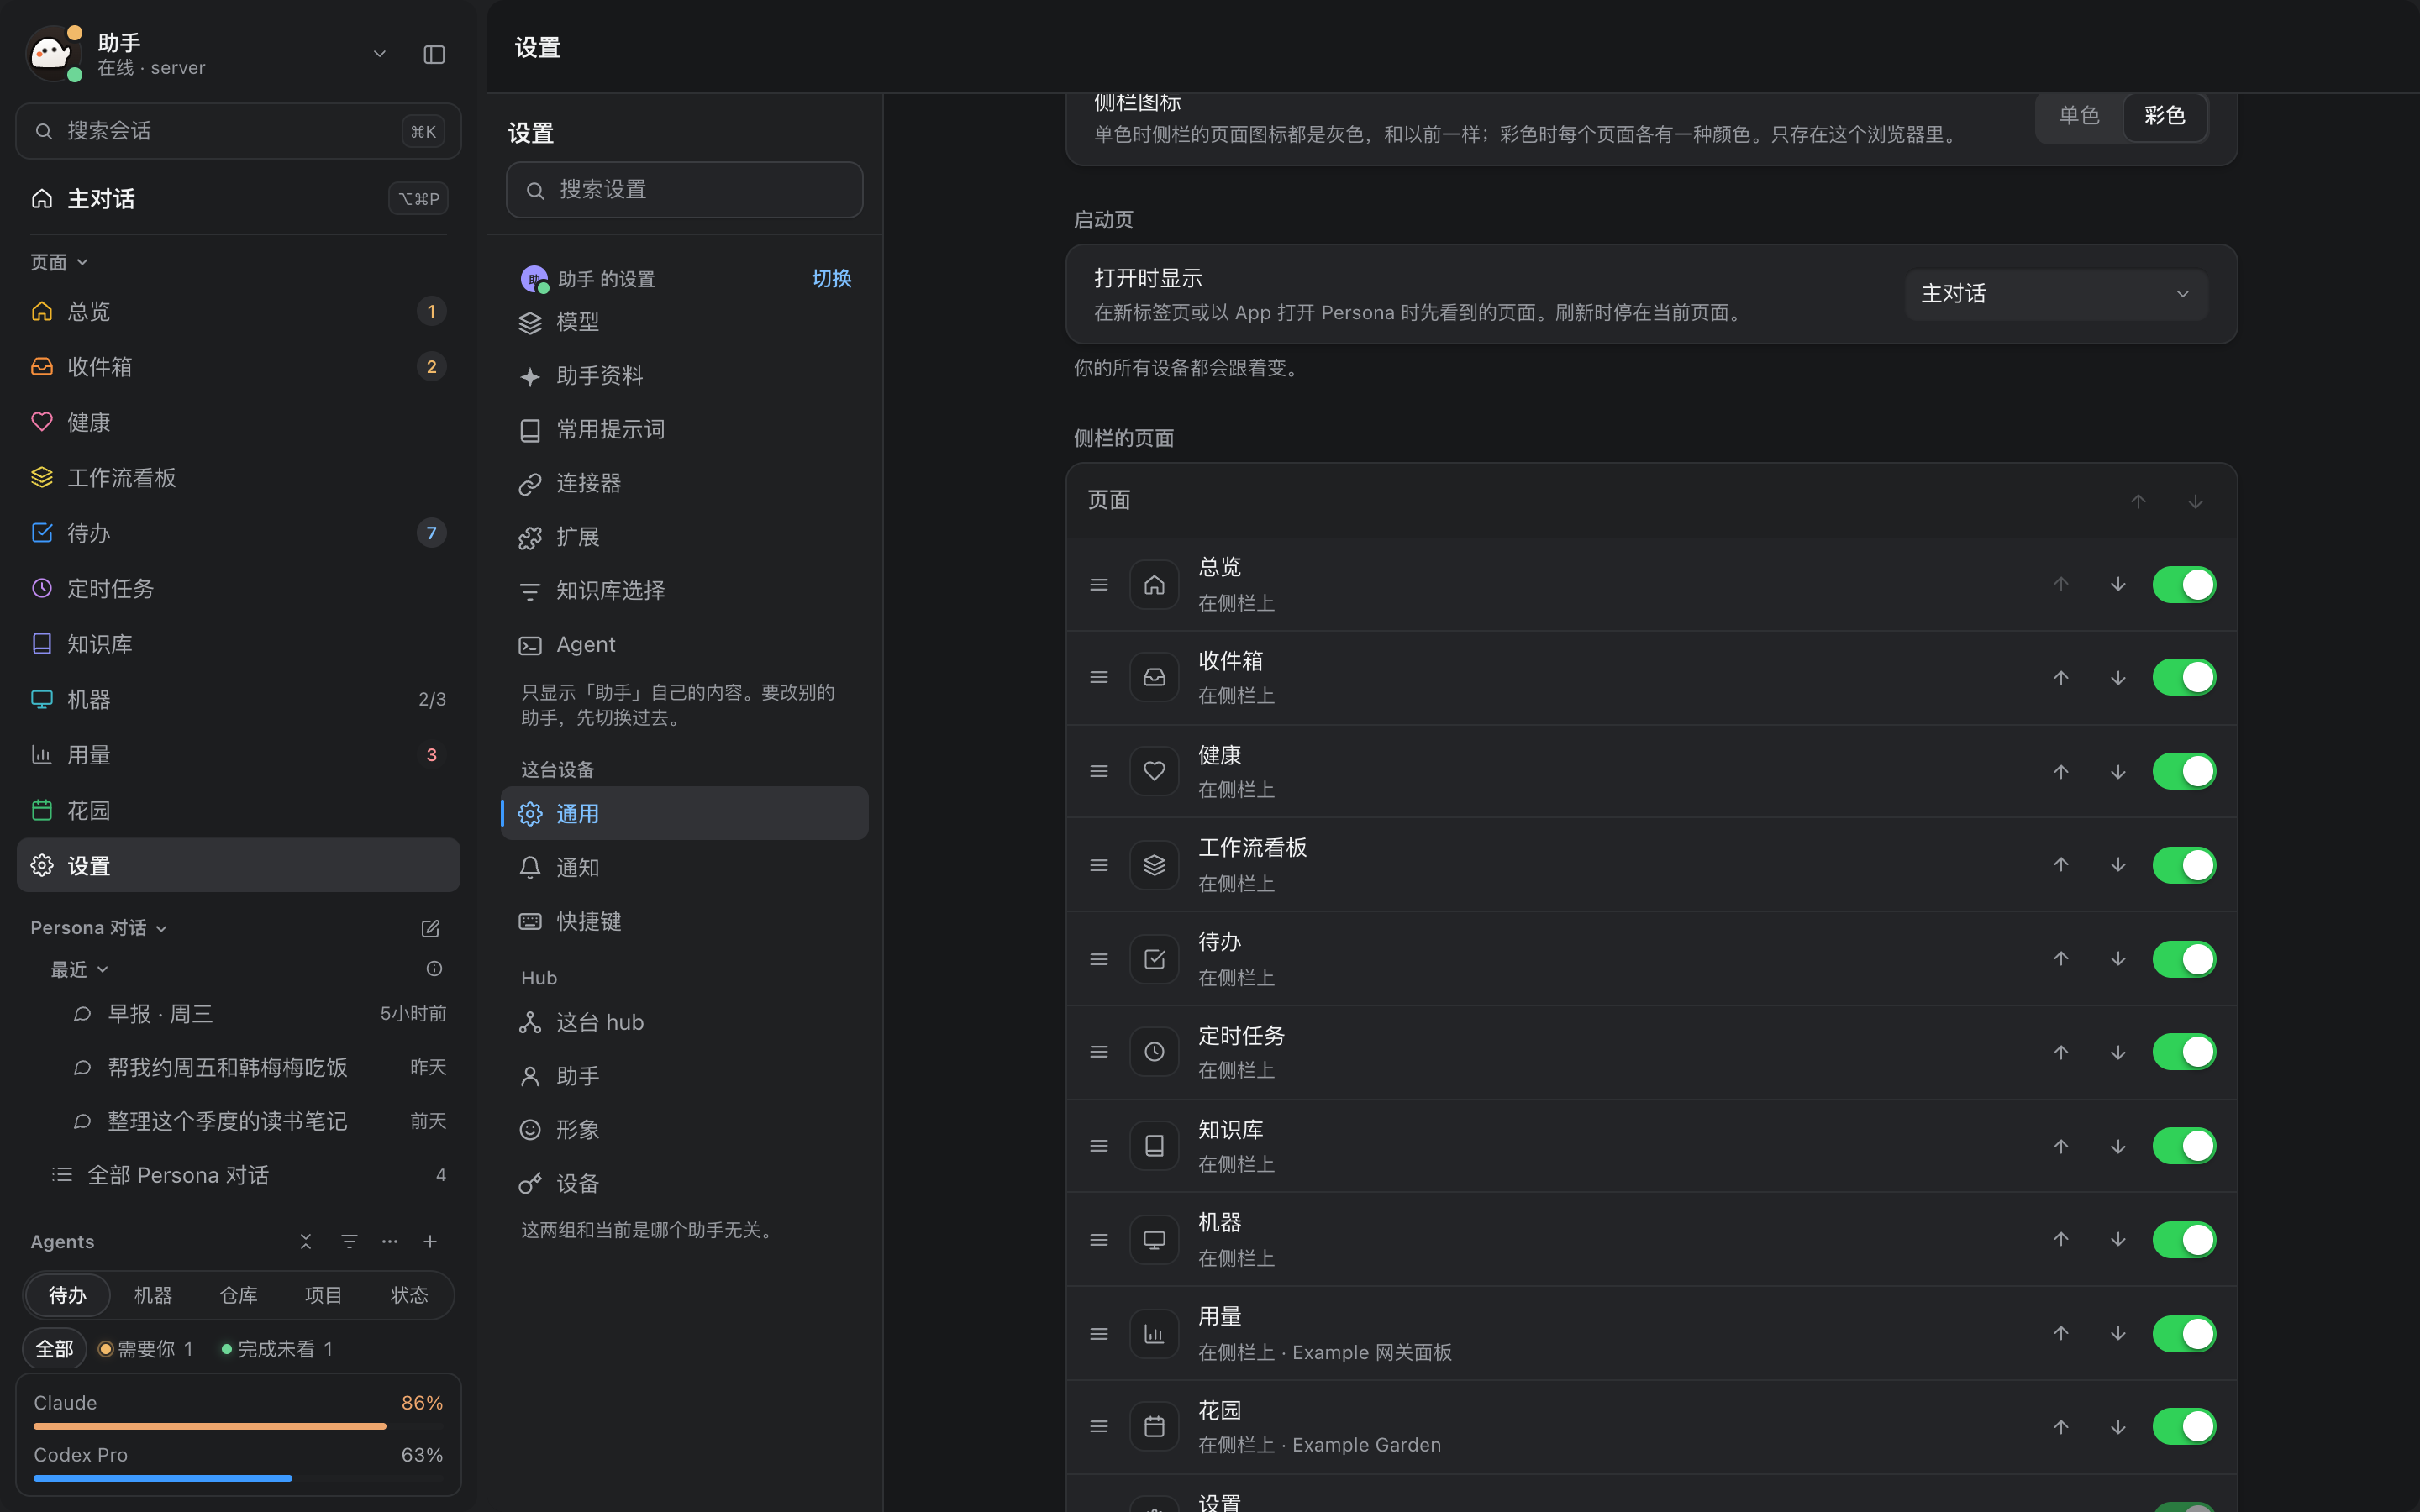 助手
在线 · server
搜索会话
⌘K
主对话
⌥⌘P
页面
总览
1
收件箱
2
健康
工作流看板
待办
7
定时任务
知识库
机器
2/3
用量
3
花园
设置
Persona 对话
最近
早报 · 周三
5小时前
帮我约周五和韩梅梅吃饭
昨天
整理这个季度的读书笔记
前天
全部 Persona 对话
4
Agents
待办
机器
仓库
项目
状态
全部
需要你 1
完成未看 1
Claude
86%
Codex Pro
63%
设置
设置
搜索设置
助
助手 的设置
切换
模型
助手资料
常用提示词
连接器
扩展
知识库选择
Agent
只显示「助手」自己的内容。要改别的
助手，先切换过去。
这台设备
通用
通知
快捷键
Hub
这台 hub
助手
形象
设备
这两组和当前是哪个助手无关。
侧栏图标
单色时侧栏的页面图标都是灰色，和以前一样；彩色时每个页面各有一种颜色。只存在这个浏览器里。
单色
彩色
启动页
打开时显示
在新标签页或以 App 打开 Persona 时先看到的页面。刷新时停在当前页面。
主对话
你的所有设备都会跟着变。
侧栏的页面
页面
总览
在侧栏上
收件箱
在侧栏上
健康
在侧栏上
工作流看板
在侧栏上
待办
在侧栏上
定时任务
在侧栏上
知识库
在侧栏上
机器
在侧栏上
用量
在侧栏上 · Example 网关面板
花园
在侧栏上 · Example Garden
设置